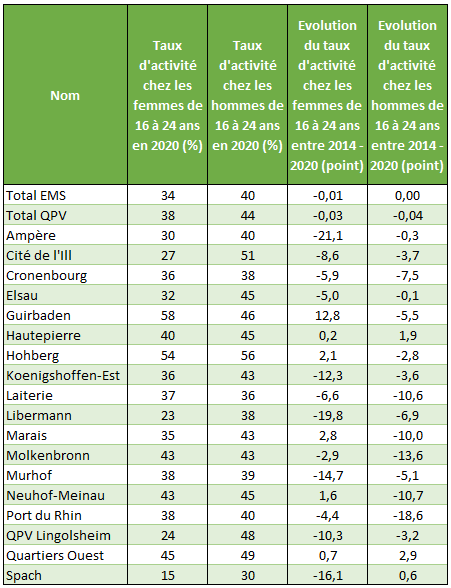 Nom
Taux d'activité chez les femmes de 16 à 24 ans en 2020 (%)
Taux d'activité chez les hommes de 16 à 24 ans en 2020 (%)
Evolution du taux d'activité chez les femmes de 16 à 24 ans entre 2014 - 2020 (point)
Evolution du taux d'activité chez les hommes de 16 à 24 ans entre 2014 - 2020 (point)
Total EMS 34 40 -0,01 0,00
Total QPV 38 44 -0,03 -0,04
Ampère 30 40 -21,1 -0,3
Cité de l'Ill 27 51 -8,6 -3,7
Cronenbourg 36 38 -5,9 -7,5
Elsau 32 45 -5,0 -0,1
Guirbaden 58 46 12,8 -5,5
Hautepierre 40 45 0,2 1,9
Hohberg 54 56 2,1 -2,8
Koenigshoffen-Est 36 43 -12,3 -3,6
Laiterie 37 36 -6,6 -10,6
Libermann 23 38 -19,8 -6,9
Marais 35 43 2,8 -10,0
Molkenbronn 43 43 -2,9 -13,6
Murhof 38 39 -14,7 -5,1
Neuhof-Meinau 43 45 1,6 -10,7
Port du Rhin 38 40 -4,4 -18,6
QPV Lingolsheim 24 48 -10,3 -3,2
Quartiers Ouest 45 49 0,7 2,9
Spach 15 30 -16,1 0,6